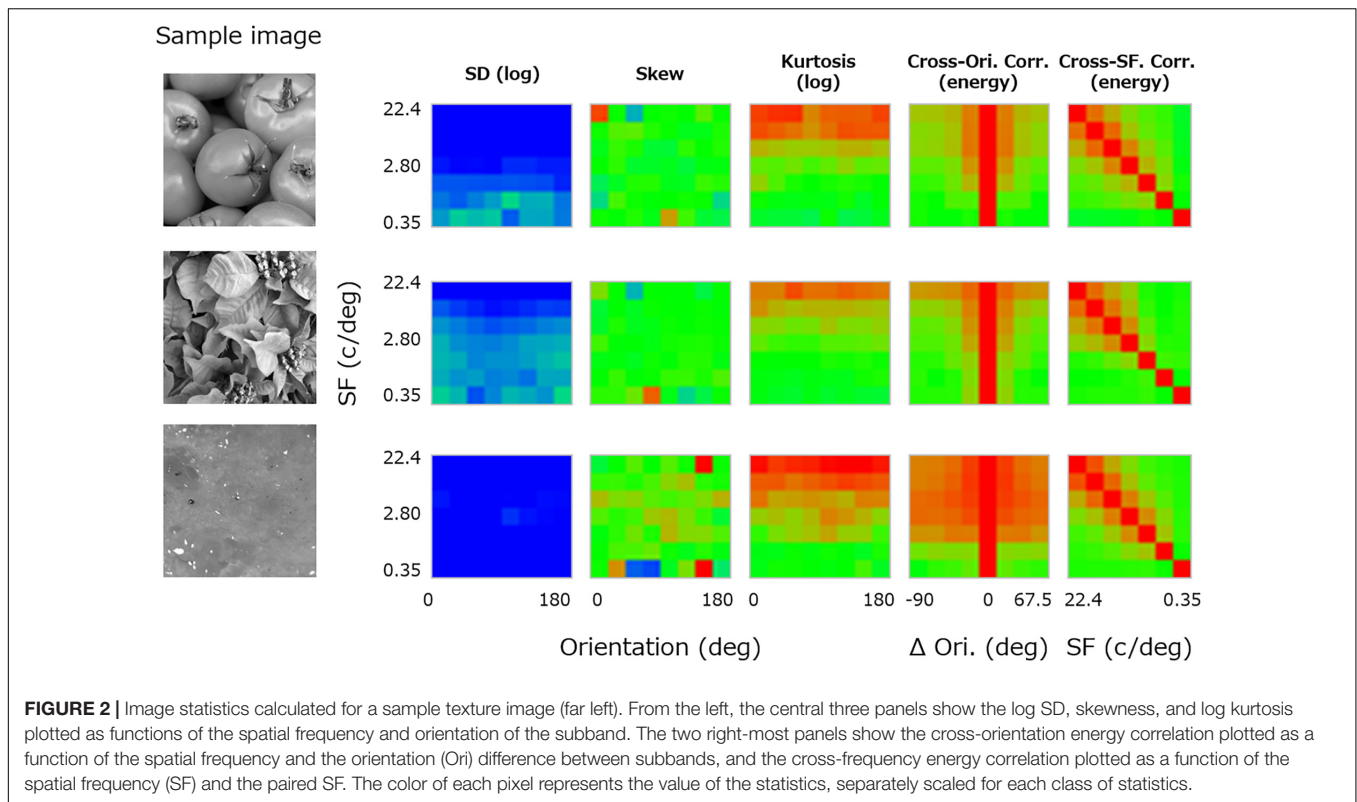 Sample image
SD (log)
Skew
Kurtosis
(log)
Cross-Ori. Corr.
(energy)
Cross-SF. Corr.
(energy)
22.4
2.80
0.35
22.4
2.80
0.35
22.4
2.80
0.35
SF (c/deg)
0 180
0 180
0 180
-90 0 67.5
22.4 0.35
Orientation (deg)
Δ Ori. (deg)
SF (c/deg)
FIGURE 2 | Image statistics calculated for a sample texture image (far left). From the left, the central three panels show the log SD, skewness, and log kurtosis
plotted as functions of the spatial frequency and orientation of the subband. The two right-most panels show the cross-orientation energy correlation plotted as a
function of the spatial frequency and the orientation (Ori) difference between subbands, and the cross-frequency energy correlation plotted as a function of the
spatial frequency (SF) and the paired SF. The color of each pixel represents the value of the statistics, separately scaled for each class of statistics.